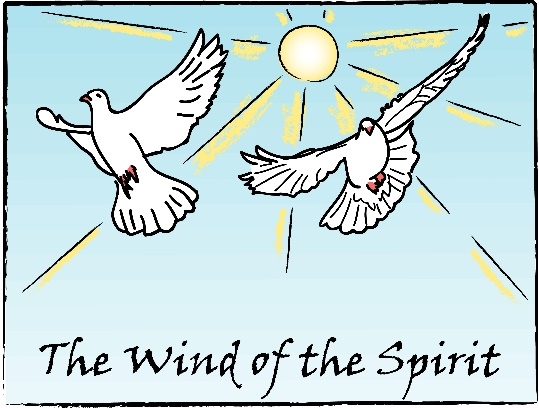 The Wind of the Spirit